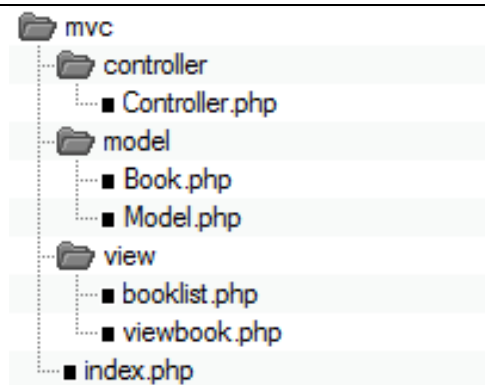 mvc
controller
Controller.php
model
Book.php
Model.php
view
booklist.php
viewbook.php
index.php